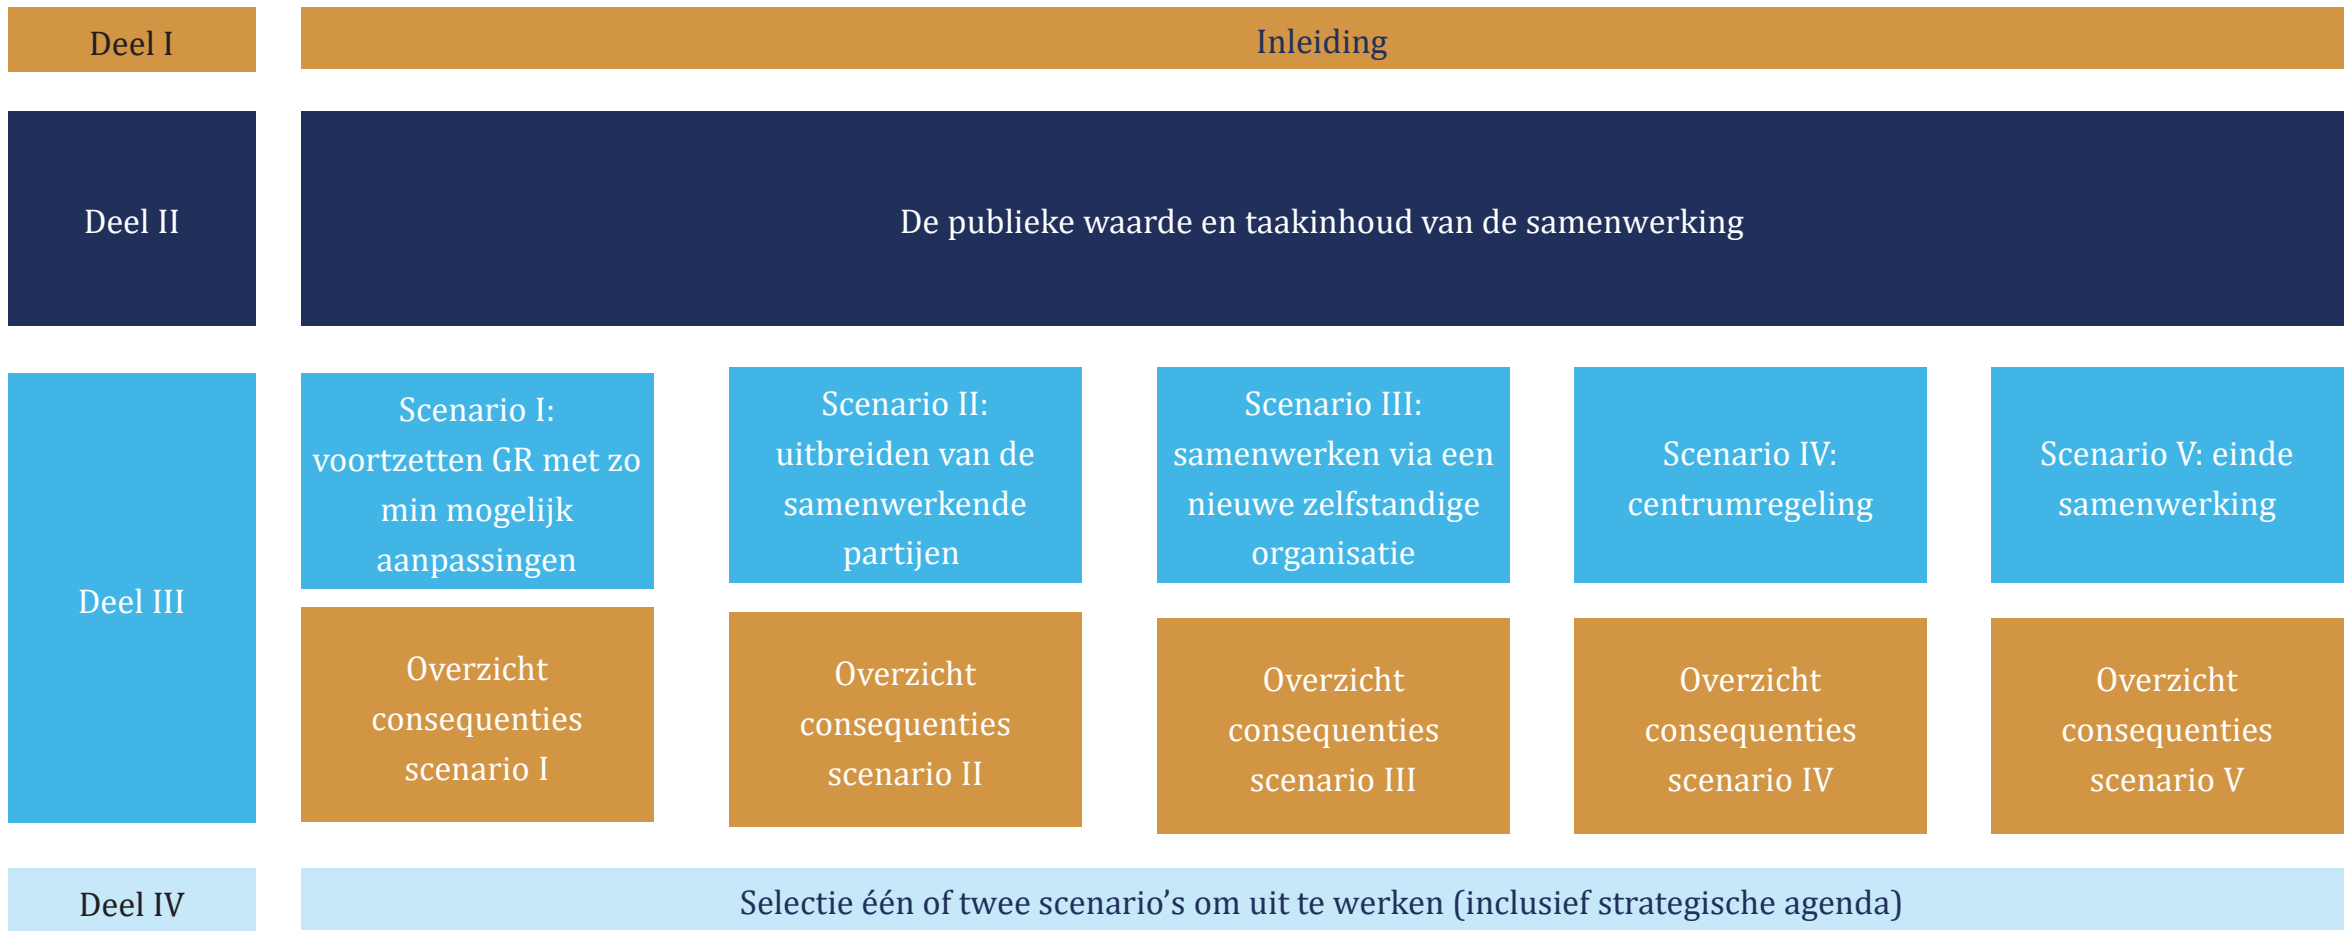 Deel I
Inleiding
Deel II
De publieke waarde en taakinhoud van de samenwerking
Deel III
Scenario I:
voortzetten GR met zo
min mogelijk
aanpassingen
Scenario II:
uitbreiden van de
samenwerkende
partijen
Scenario III:
samenwerken via een
nieuwe zelfstandige
organisatie
Scenario IV:
centrumregeling
Scenario V: einde
samenwerking
Overzicht
consequenties
scenario I
Overzicht
consequenties
scenario II
Overzicht
consequenties
scenario III
Overzicht
consequenties
scenario IV
Overzicht
consequenties
scenario V
Deel IV
Selectie één of twee scenario’s om uit te werken (inclusief strategische agenda)